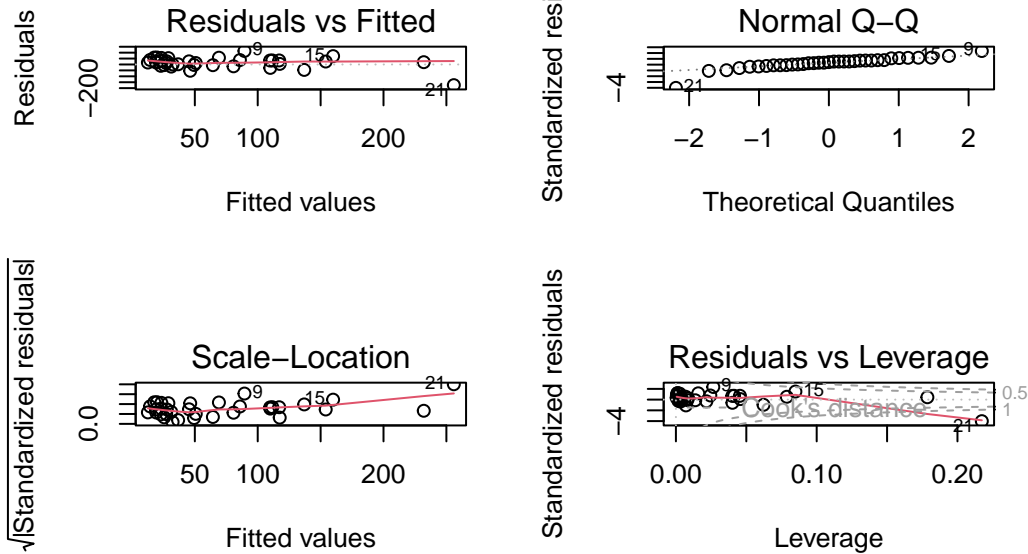 Residuals vs Fitted
Residuals
−200
9
15
21
50 100 200
Fitted values
Normal Q−Q
Standardized resi
−4
15
9
21
−2 −1 0 1 2
Theoretical Quantiles
Scale−Location
√|Standardized residuals|
0.0
9
15
21
50 100 200
Fitted values
Residuals vs Leverage
Standardized residuals
−4
9
15
21
Cook's distance
0.5
1
0.00 0.10 0.20
Leverage